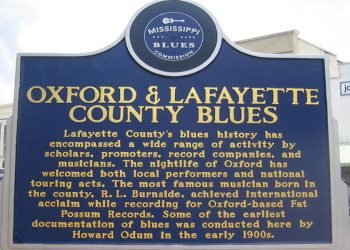 MISSISSIPPI
BLUES
COMMISSION
OXFORD & LAFAYETTE
COUNTY BLUES
Lafayette County's blues history has
encompassed a wide range of activity by
scholars, promoters, record companies, and
musicians. The nightlife of Oxford has
welcomed both local performers and national
touring acts. The most famous musician born in
the county, R. L. Burnside, achieved international
acclaim while recording for Oxford-based Fat
Possum Records. Some of the earliest
documentation of blues was conducted here by
Howard Odum in the early 1900s.